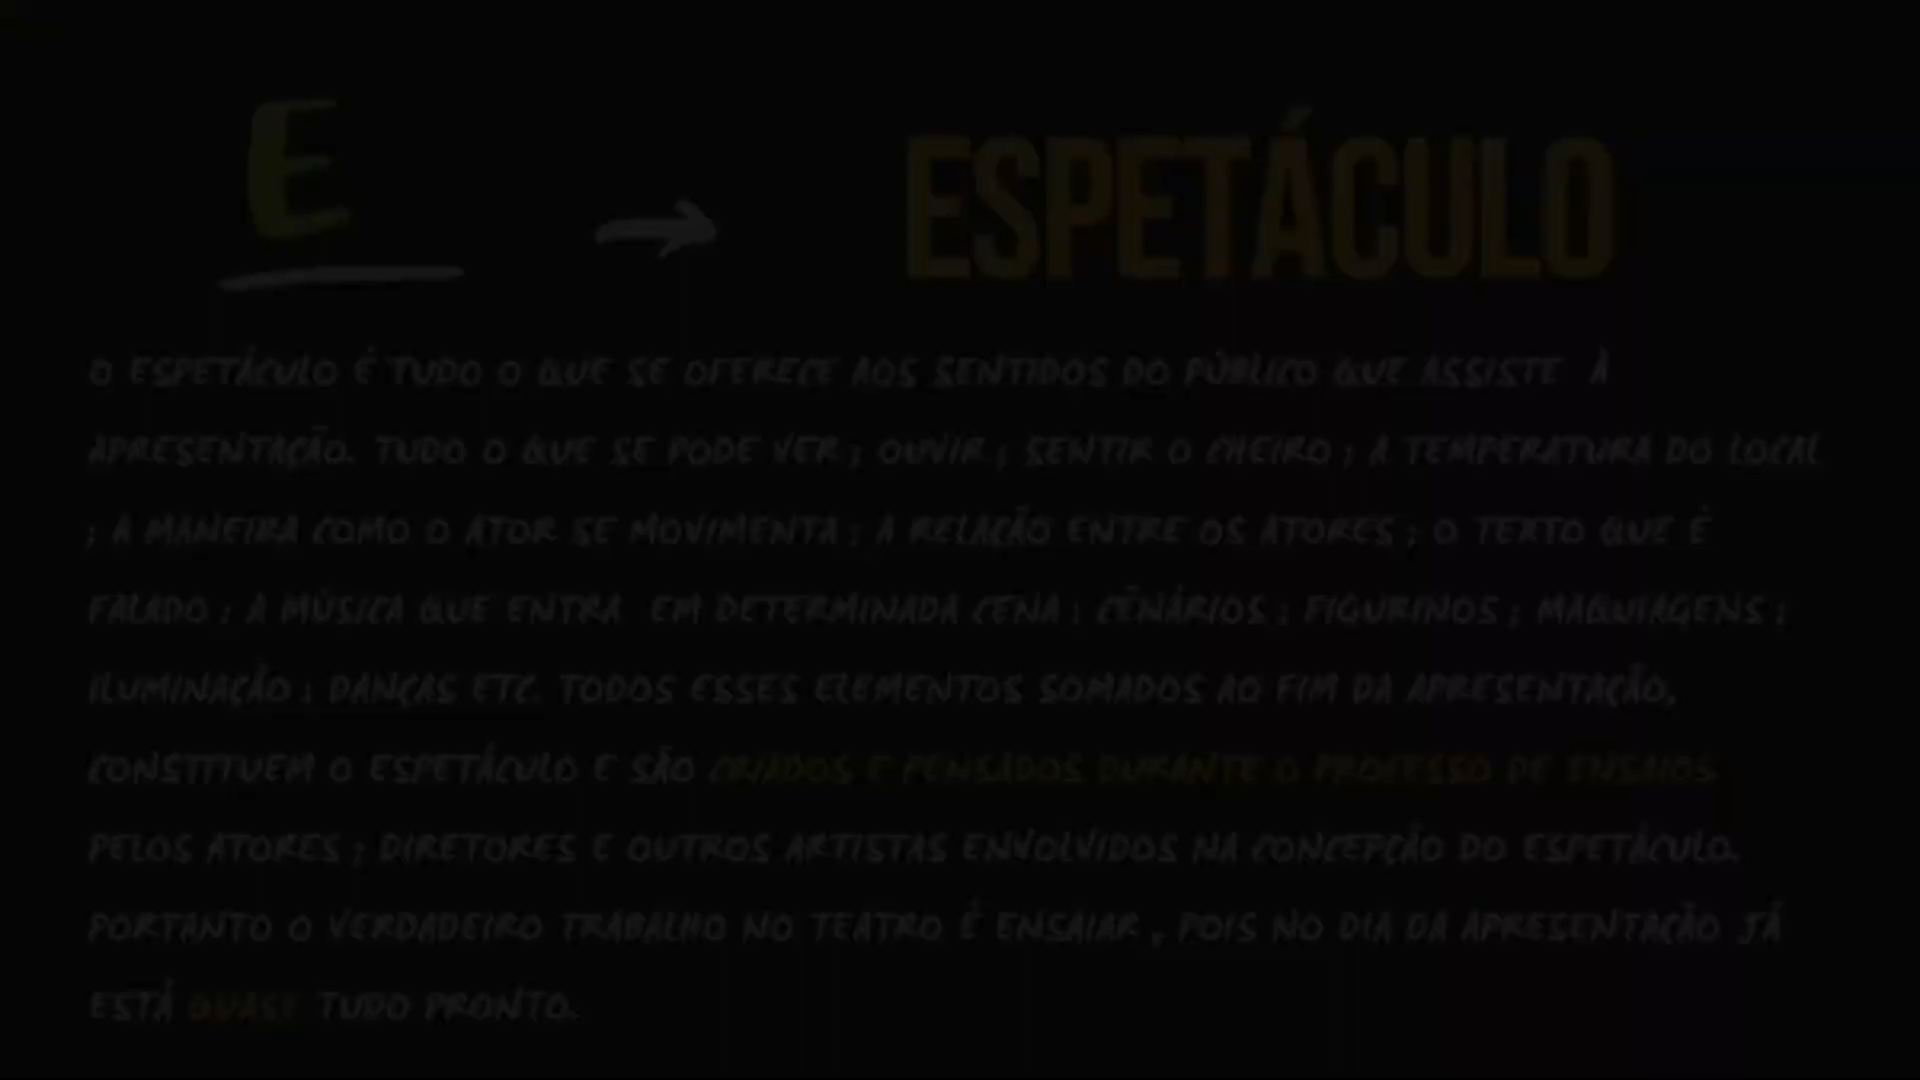 E → ESPETÁCULO
O ESPETÁCULO É TUDO O QUE SE OFERECE AOS SENTIDOS DO PÚBLICO QUE ASSISTE À
APRESENTAÇÃO. TUDO O QUE SE PODE VER; OUVIR; SENTIR O CHEIRO; A TEMPERATURA DO LOCAL
; A MANEIRA COMO O ATOR SE MOVIMENTA; A RELAÇÃO ENTRE OS ATORES; O TEXTO QUE É
FALADO; A MÚSICA QUE ENTRA EM DETERMINADA CENA; CENÁRIOS; FIGURINOS; MAQUIAGENS;
ILUMINAÇÃO; DANÇAS ETC. TODOS ESSES ELEMENTOS SOMADOS AO FIM DA APRESENTAÇÃO,
CONSTITUEM O ESPETÁCULO E SÃO CRIADOS E PENSADOS DURANTE O PROCESSO DE ENSAIOS
PELOS ATORES; DIRETORES E OUTROS ARTISTAS ENVOLVIDOS NA CONCEPÇÃO DO ESPETÁCULO.
PORTANTO O VERDADEIRO TRABALHO NO TEATRO É ENSAIAR, POIS NO DIA DA APRESENTAÇÃO JÁ
ESTÁ QUASE TUDO PRONTO.